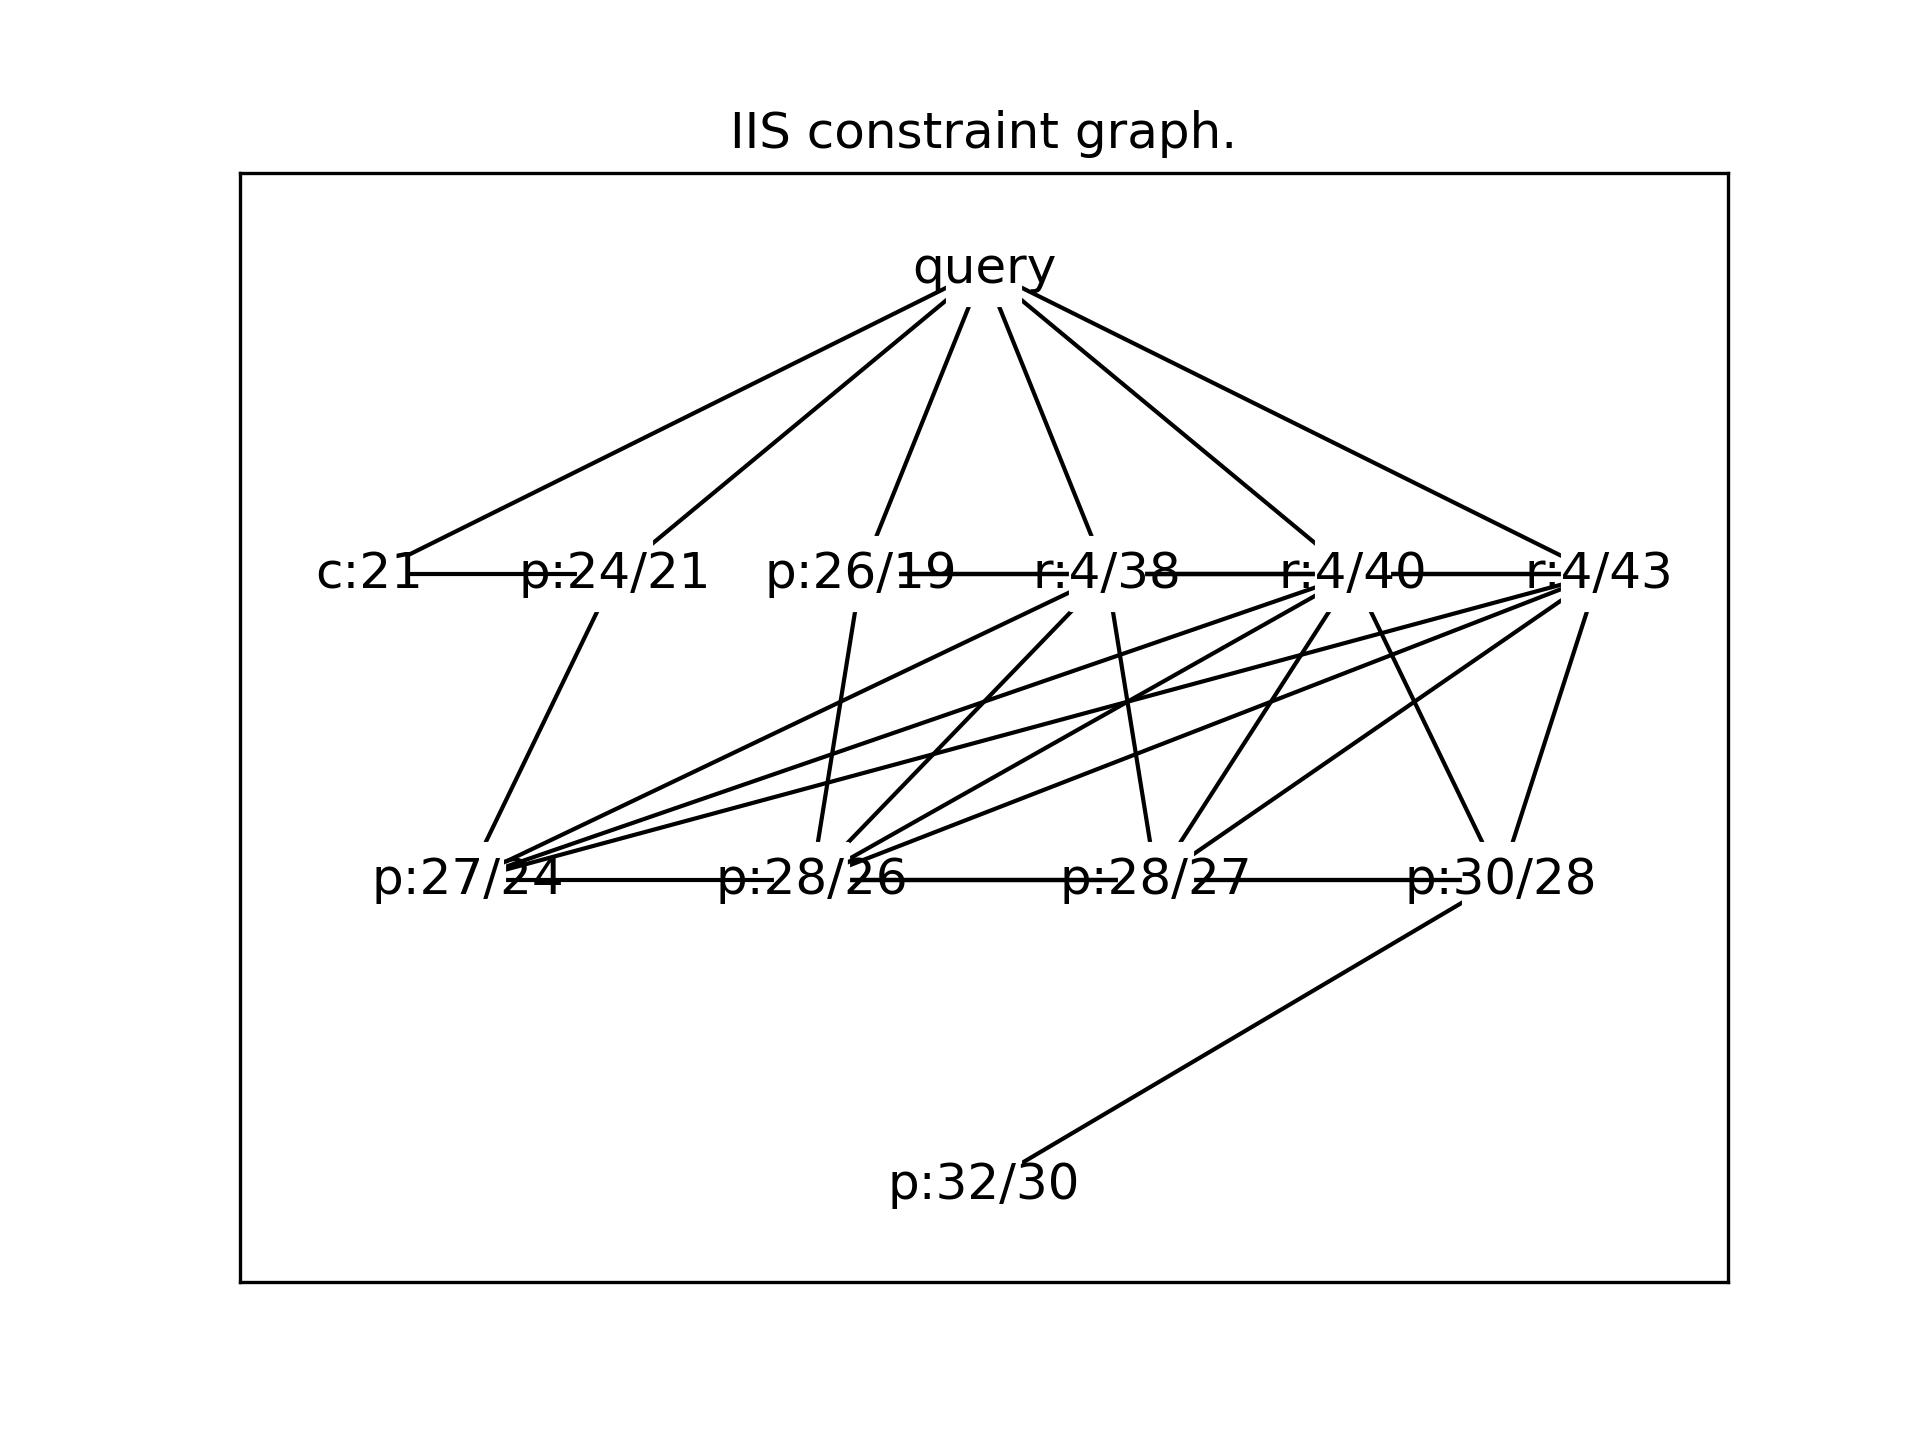 IIS constraint graph.
query
c:21 p:24/21 p:26/19 r:4/38 r:4/40 r:4/43
p:27/24 p:28/26 p:28/27 p:30/28
p:32/30